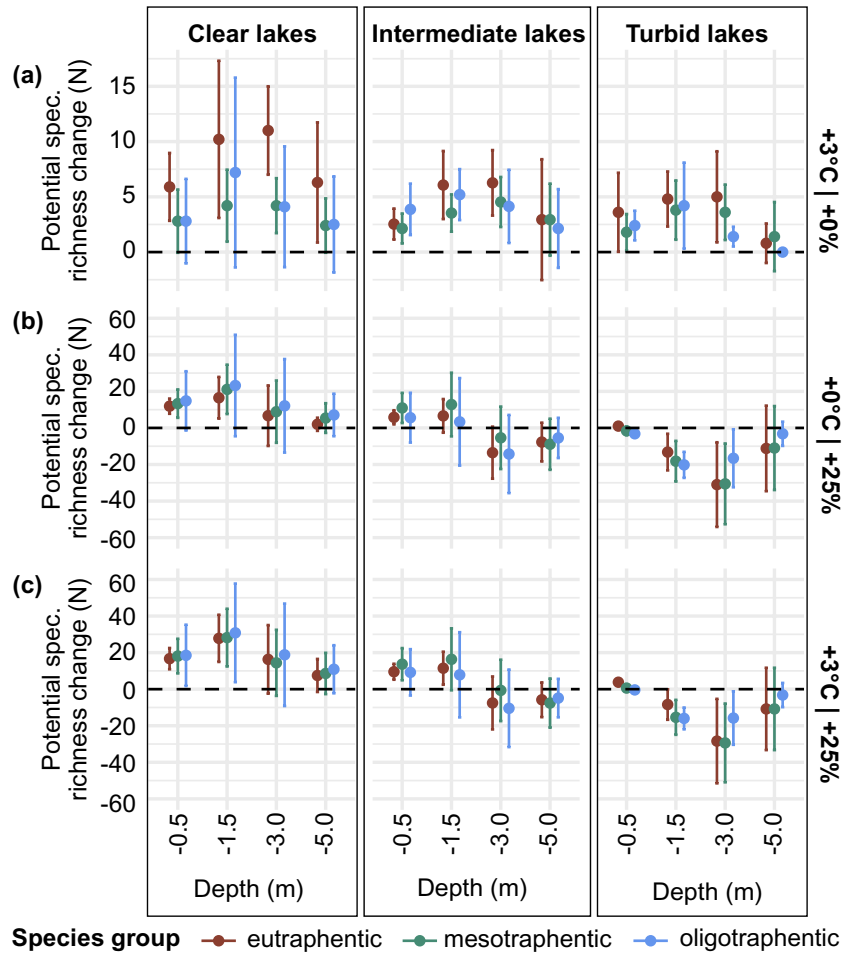 Clear lakes Intermediate lakes Turbid lakes
(a)
Potential spec.
richness change (N)
15
10
5
0
+3°C | +0%
(b)
Potential spec.
richness change (N)
60
40
20
0
-20
-40
-60
+0°C | +25%
(c)
Potential spec.
richness change (N)
60
40
20
0
-20
-40
-60
+3°C | +25%
-0.5 -1.5 -3.0 -5.0 -0.5 -1.5 -3.0 -5.0 -0.5 -1.5 -3.0 -5.0
Depth (m) Depth (m) Depth (m)
Species group eutraphentic mesotraphentic oligotraphentic